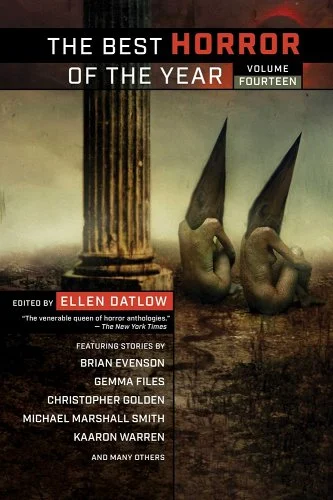 THE BEST HORROR
OF THE YEAR
VOLUME
FOURTEEN
EDITED BY ELLEN DATLOW
"The venerable queen of horror anthologies."
— The New York Times
FEATURING STORIES BY
BRIAN EVENSON
GEMMA FILES
CHRISTOPHER GOLDEN
MICHAEL MARSHALL SMITH
KAARON WARREN
AND MANY OTHERS